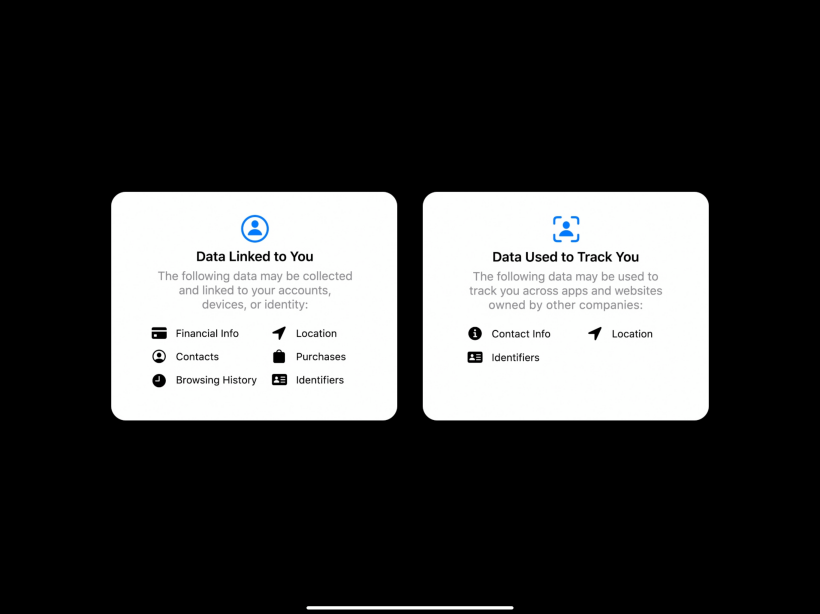 Data Linked to You
The following data may be collected
and linked to your accounts,
devices, or identity:
Financial Info
Location
Contacts
Purchases
Browsing History
Identifiers
Data Used to Track You
The following data may be used to
track you across apps and websites
owned by other companies:
Contact Info
Location
Identifiers